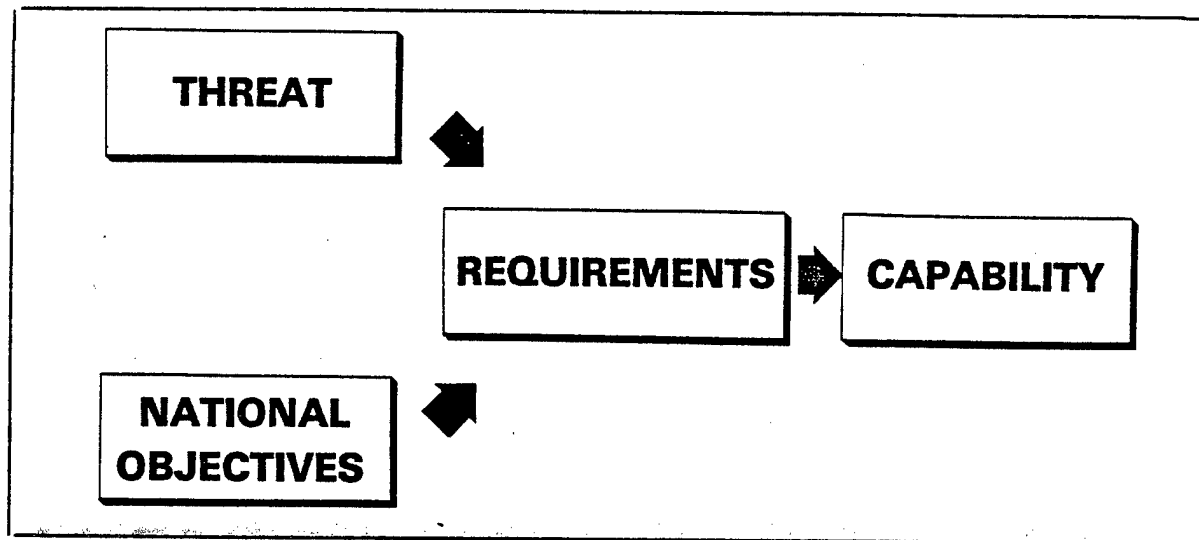 THREAT
REQUIREMENTS
CAPABILITY
NATIONAL
OBJECTIVES